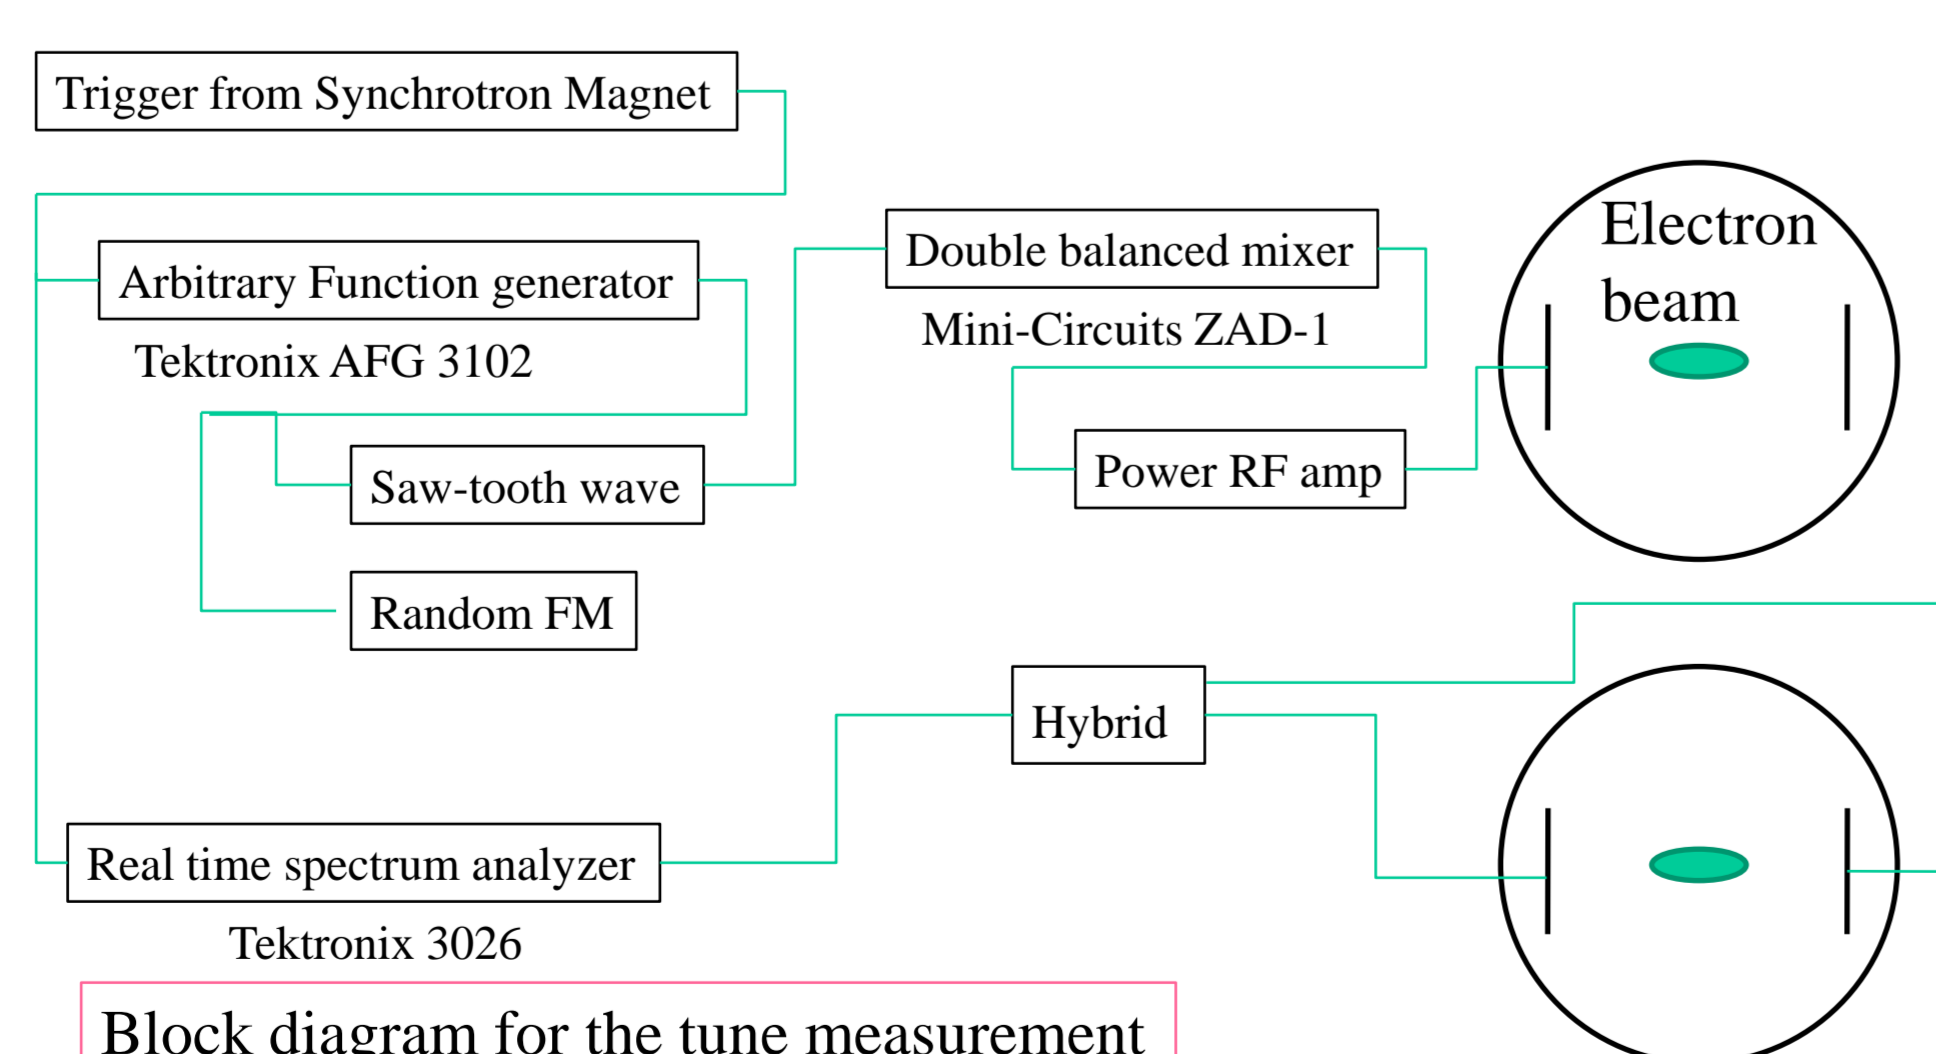 Trigger from Synchrotron Magnet
Arbitrary Function generator
Tektronix AFG 3102
Saw-tooth wave
Random FM
Double balanced mixer
Mini-Circuits ZAD-1
Power RF amp
Electron
beam
Hybrid
Real time spectrum analyzer
Tektronix 3026
Block diagram for the tune measurement